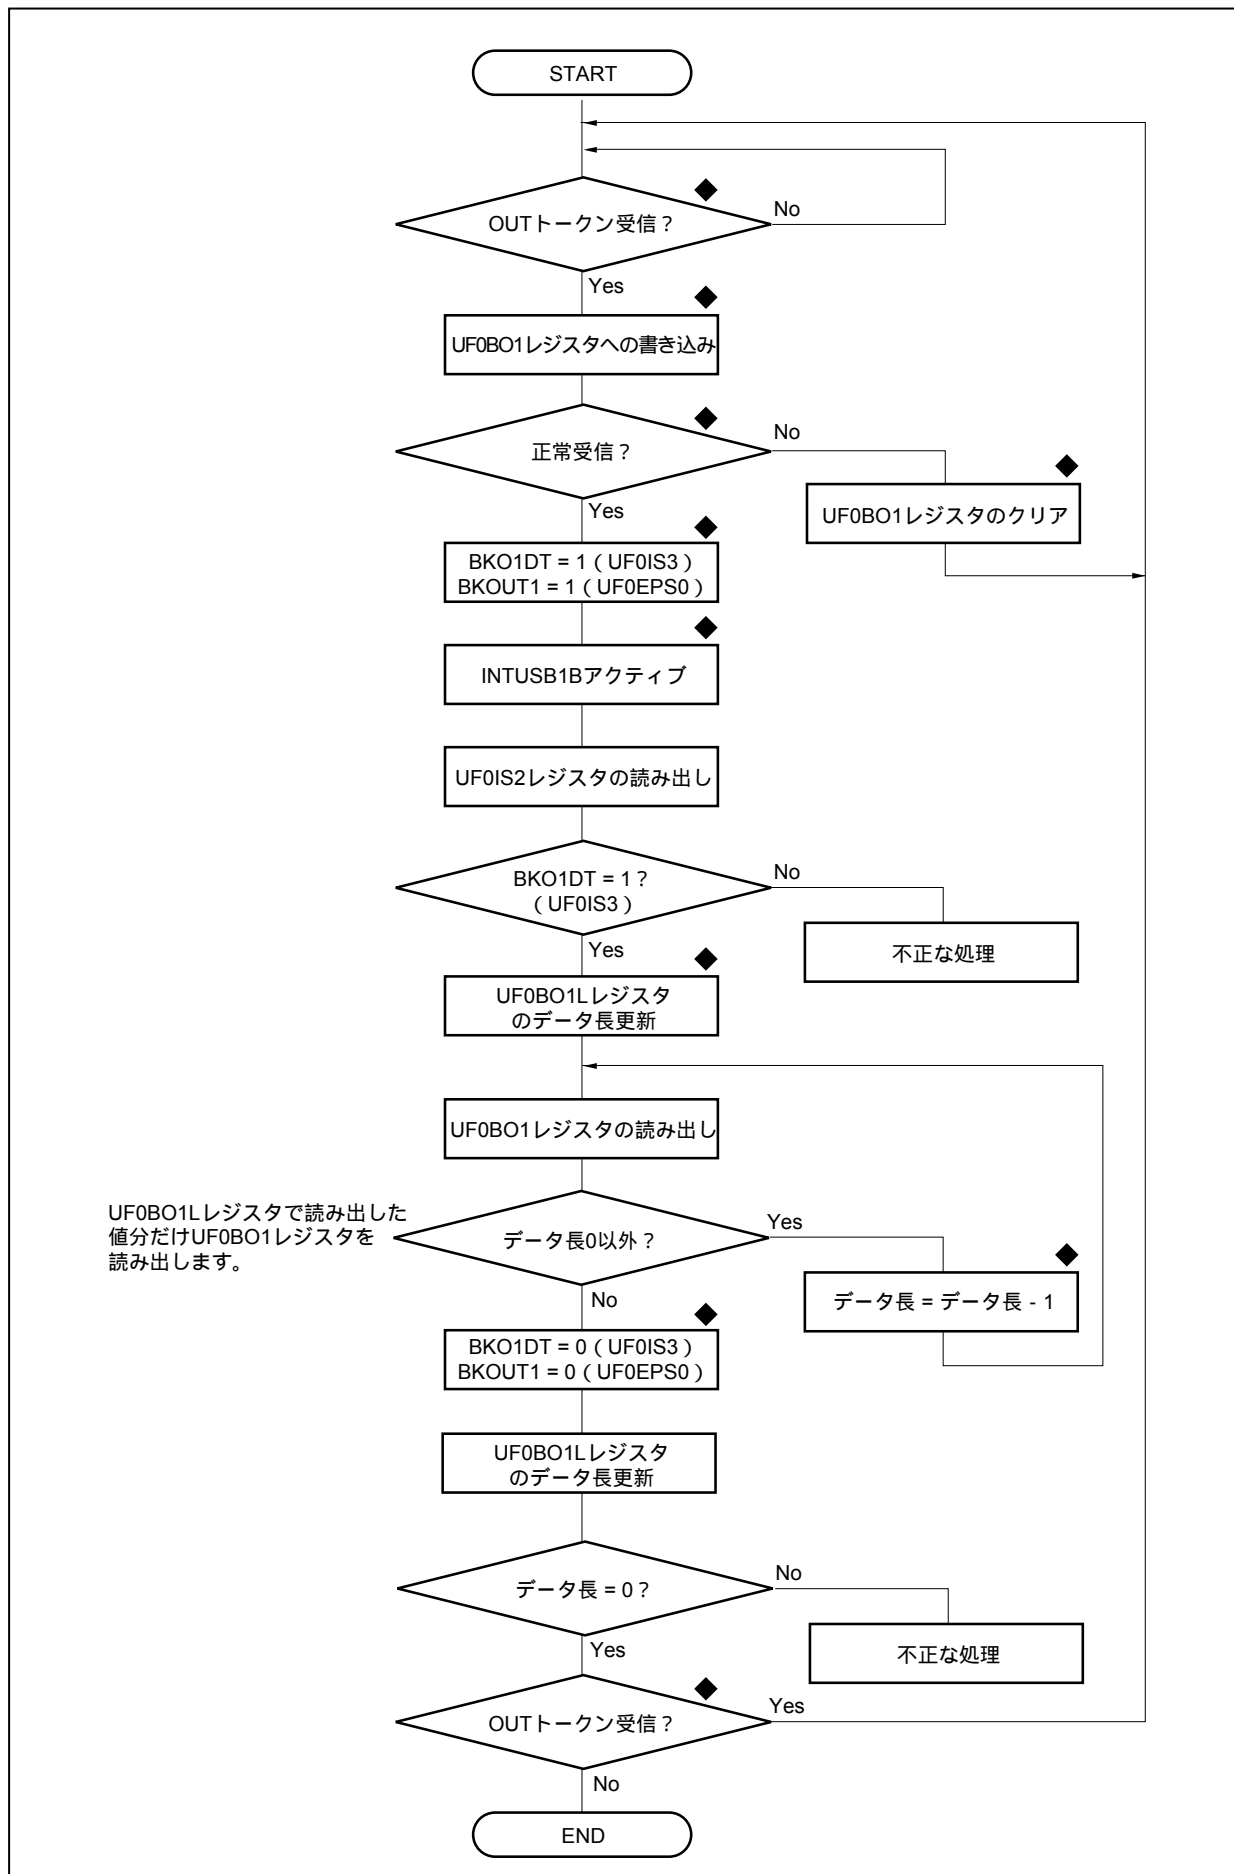 START
OUTトークン受信？
No
Yes
UF0BO1レジスタへの書き込み
正常受信？
No
UF0BO1レジスタのクリア
Yes
BKO1DT = 1（UF0IS3）
BKOUT1 = 1（UF0EPS0）
INTUSB1Bアクティブ
UF0IS2レジスタの読み出し
BKO1DT = 1？
（UF0IS3）
No
不正な処理
Yes
UF0BO1Lレジスタ
のデータ長更新
UF0BO1レジスタの読み出し
UF0BO1Lレジスタで読み出した
値分だけUF0BO1レジスタを
読み出します。
データ長0以外？
Yes
データ長 = データ長 - 1
No
BKO1DT = 0（UF0IS3）
BKOUT1 = 0（UF0EPS0）
UF0BO1Lレジスタ
のデータ長更新
データ長 = 0？
No
不正な処理
Yes
OUTトークン受信？
Yes
No
END